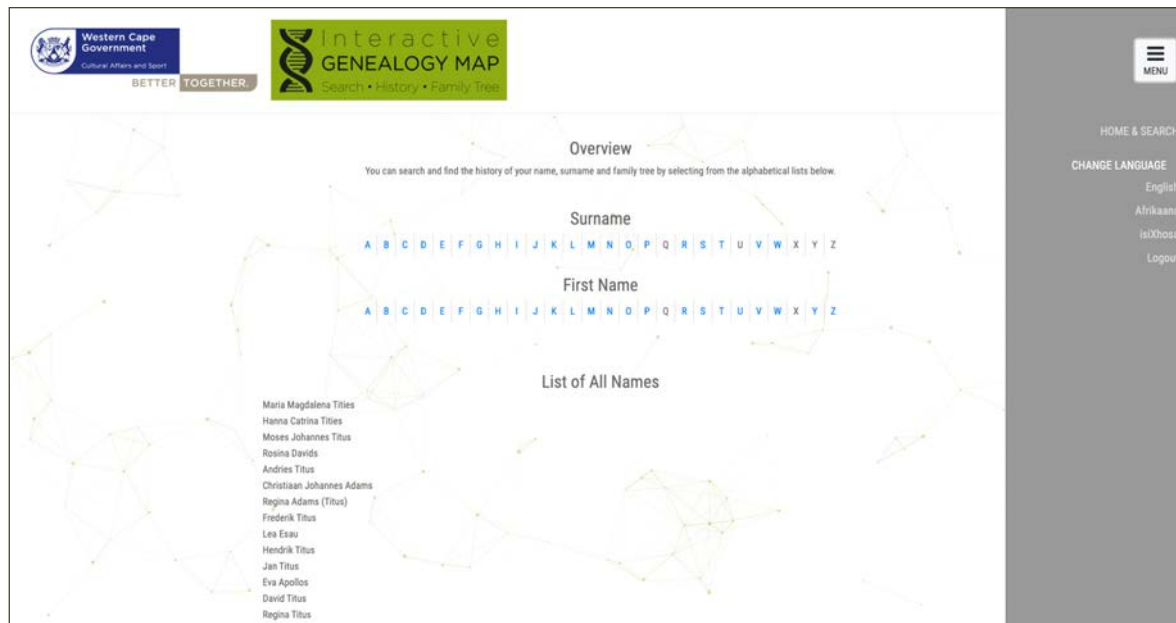 Western Cape
Government
Cultural Affairs and Sport
BETTER TOGETHER.
Interactive
GENEALOGY MAP
Search • History • Family Tree
MENU
HOME & SEARCH
CHANGE LANGUAGE
English
Afrikaans
isiXhosa
Logout
Overview
You can search and find the history of your name, surname and family tree by selecting from the alphabetical lists below.
Surname
A B C D E F G H I J K L M N O P Q R S T U V W X Y Z
First Name
A B C D E F G H I J K L M N O P Q R S T U V W X Y Z
List of All Names
Maria Magdalena Tities
Hanna Catrina Tities
Moses Johannes Titus
Rosina Davids
Andries Titus
Christiaan Johannes Adams
Regina Adams (Titus)
Frederik Titus
Lea Esau
Hendrik Titus
Jan Titus
Eva Apollos
David Titus
Regina Titus